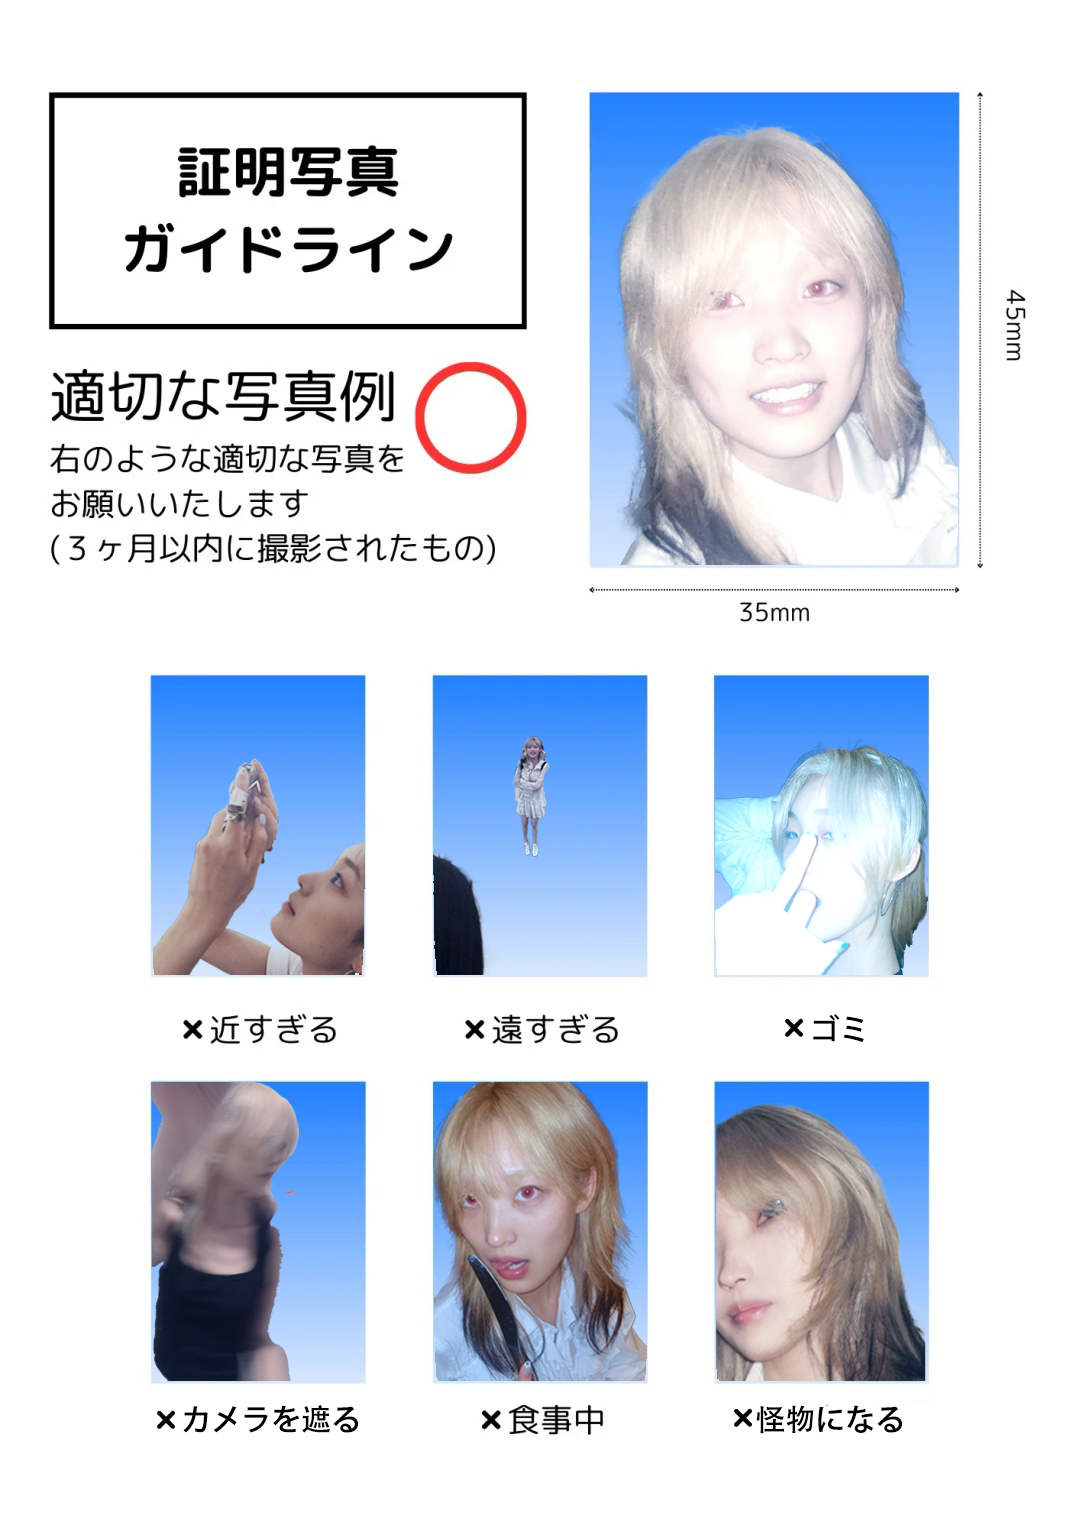 証明写真
ガイドライン
適切な写真例
右のような適切な写真を
お願いいたします
(３ヶ月以内に撮影されたもの)
45mm
35mm
×近すぎる
×遠すぎる
×ゴミ
×カメラを遮る
×食事中
×怪物になる